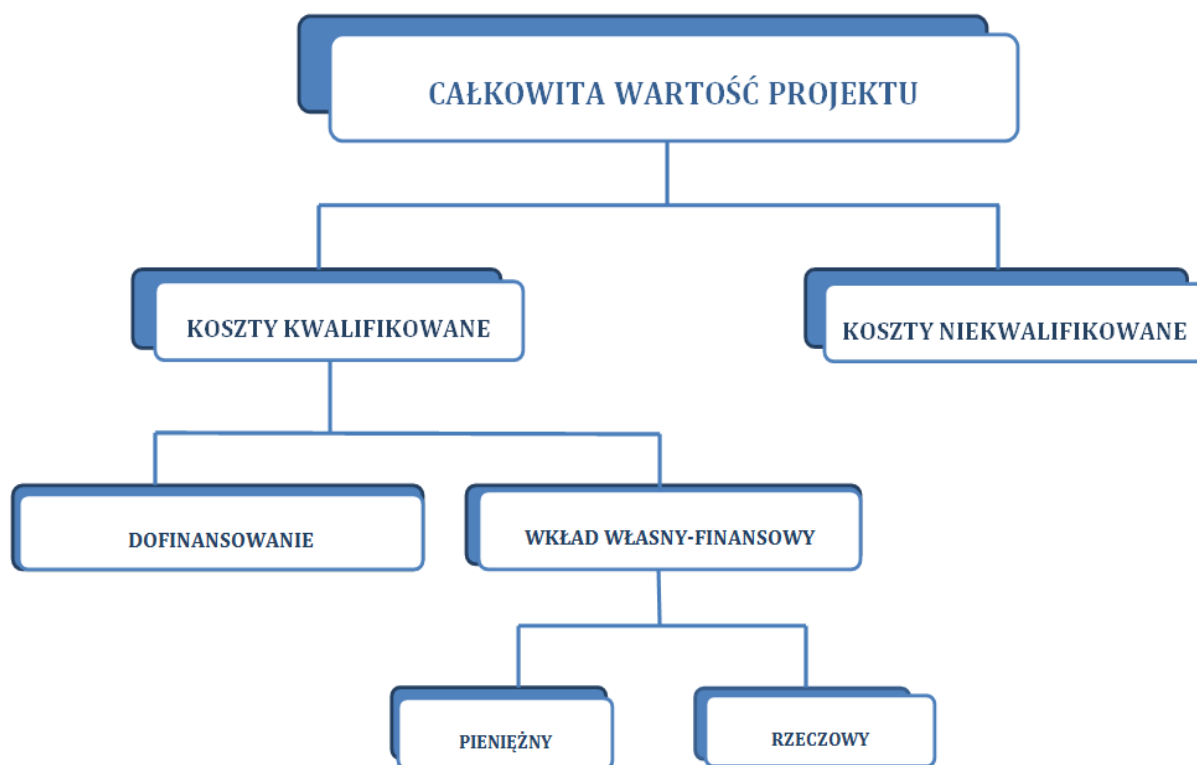 CAŁKOWITA WARTOŚĆ PROJEKTU
KOSZTY KWALIFIKOWANE
KOSZTY NIEKWALIFIKOWANE
DOFINANSOWANIE
WKŁAD WŁASNY-FINANSOWY
PIENIĘŻNY
RZECZOWY